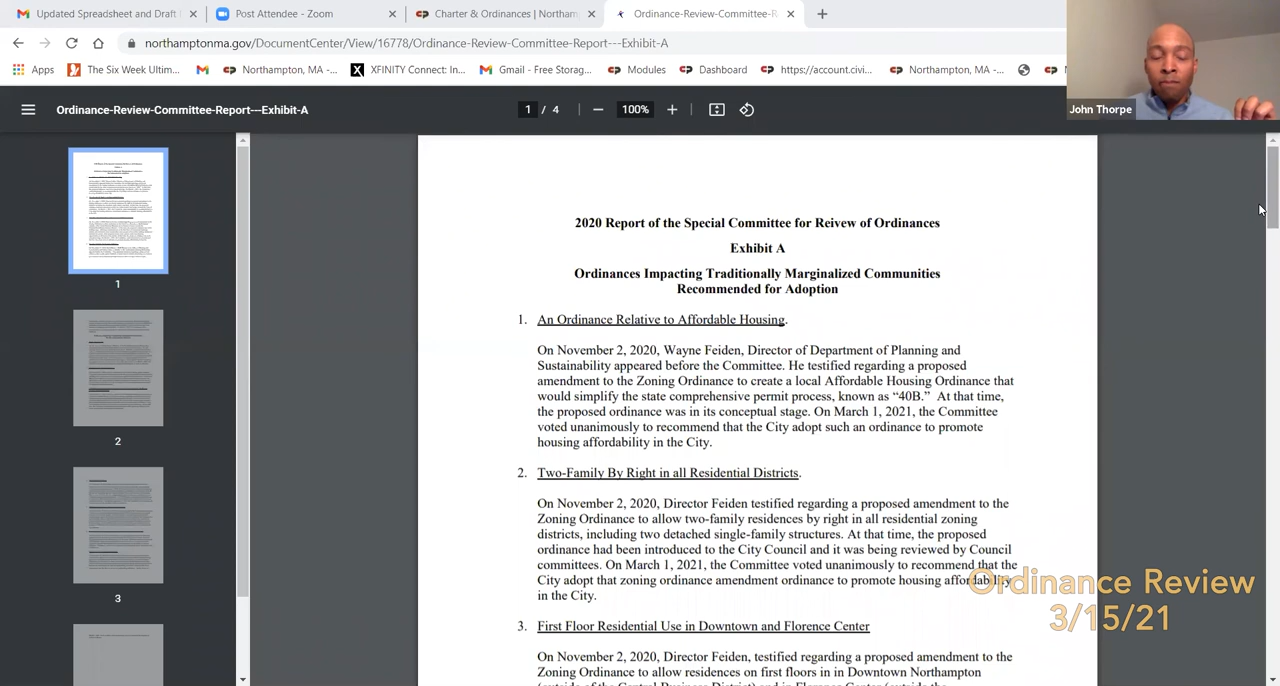 Updated Spreadsheet and Draft
Post Attendee - Zoom
Charter & Ordinances | Northam
Ordinance-Review-Committee-R
northamptonma.gov/DocumentCenter/View/16778/Ordinance-Review-Committee-Report---Exhibit-A
Apps
The Six Week Ultim...
Northampton, MA -...
XFINITY Connect: In...
Gmail - Free Storag...
Modules
Dashboard
https://account.civi...
Northampton, MA -...
John Thorpe
Ordinance-Review-Committee-Report---Exhibit-A
1 / 4
100%
1
2
3
2020 Report of the Special Committee for Reivew of Ordinances
Exhibit A
Ordinances Impacting Traditionally Marginalized Communities
Recommended for Adoption
1. An Ordinance Relative to Affordable Housing.
On November 2, 2020, Wayne Feiden, Director of Department of Planning and
Sustainability appeared before the Committee. He testified regarding a proposed
amendment to the Zoning Ordinance to create a local Affordable Housing Ordinance that
would simplify the state comprehensive permit process, known as “40B.” At that time,
the proposed ordinance was in its conceptual stage. On March 1, 2021, the Committee
voted unanimously to recommend that the City adopt such an ordinance to promote
housing affordability in the City.
2. Two-Family By Right in all Residential Districts.
On November 2, 2020, Director Feiden testified regarding a proposed amendment to the
Zoning Ordinance to allow two-family residences by right in all residential zoning
districts, including two detached single-family structures. At that time, the proposed
ordinance had been introduced to the City Council and it was being reviewed by Council
committees. On March 1, 2021, the Committee voted unanimously to recommend that the
City adopt that zoning ordinance amendment ordinance to promote housing affordability
in the City.
3. First Floor Residential Use in Downtown and Florence Center
On November 2, 2020, Director Feiden, testified regarding a proposed amendment to the
Zoning Ordinance to allow residences on first floors in in Downtown Northampton
(outside of the Central Business District) and in Florence Center (outside the
Ordinance Review
3/15/21